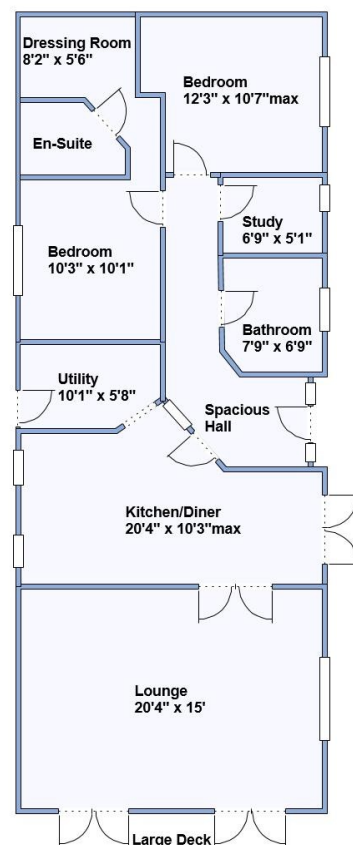 Dressing Room
8'2" x 5'6"
Bedroom
12'3" x 10'7"max
En-Suite
Study
6'9" x 5'1"
Bedroom
10'3" x 10'1"
Bathroom
7'9" x 6'9"
Utility
10'1" x 5'8"
Spacious
Hall
Kitchen/Diner
20'4" x 10'3"max
Lounge
20'4" x 15'
Large Deck